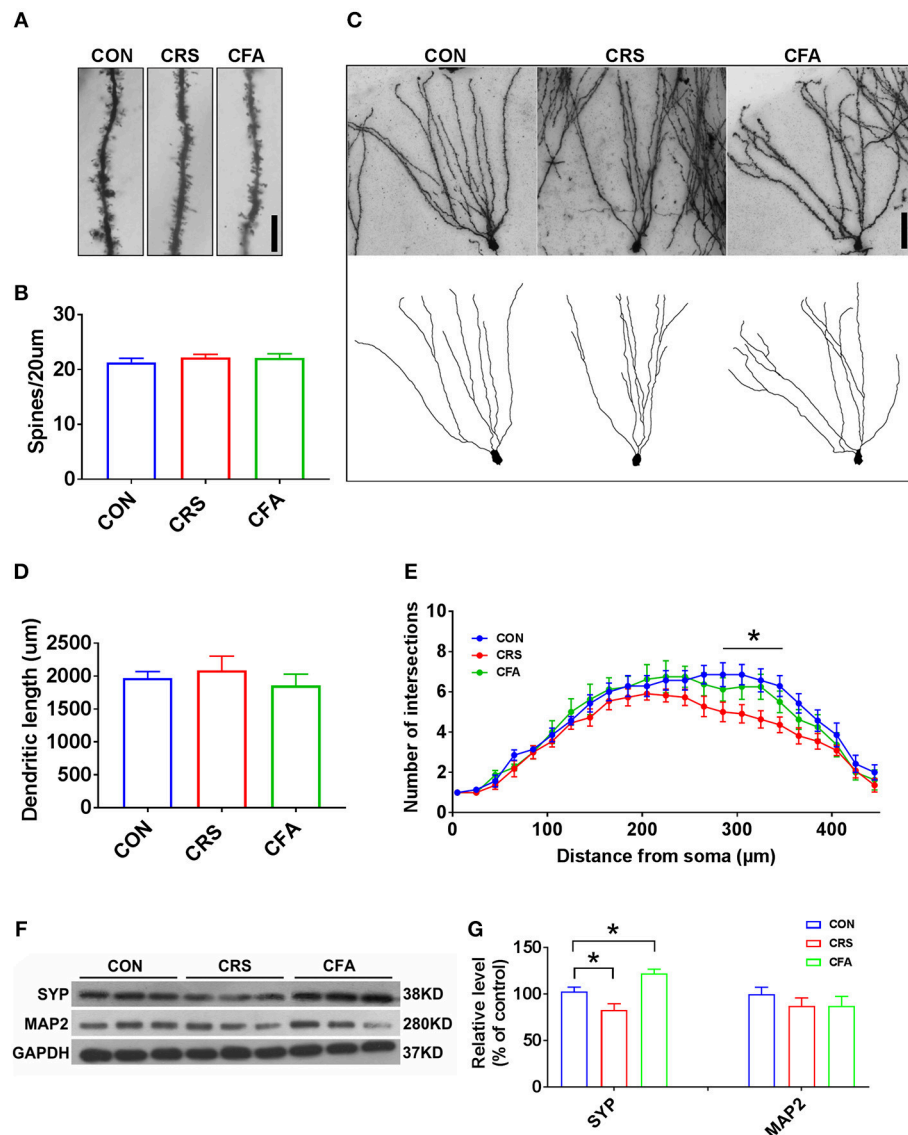 A
CON CRS CFA
B
30
20
10
0
Spines/20um
CON CRS CFA
C
CON CRS CFA
D
2500
2000
1500
1000
500
0
Dendritic length (um)
CON CRS CFA
E
10
8
6
4
2
0
Number of intersections
CON
CRS
CFA
*
0 100 200 300 400
Distance from soma (µm)
F
CON CRS CFA
SYP 38KD
MAP2 280KD
GAPDH 37KD
G
CON
CRS
CFA
150
100
50
0
Relative level
(% of control)
*
*
SYP MAP2